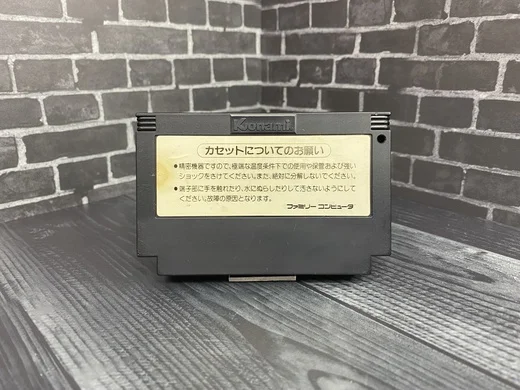 Konami
カセットについてのお願い
●精密機器ですので、極端な温度条件下での使用や保管および強い
ショックをさけてください。また、絶対に分解しないでください。
●端子部に手を触れたり、水にぬらしたりして汚さないようにして
ください。故障の原因となります。
ファミリー コンピュータ